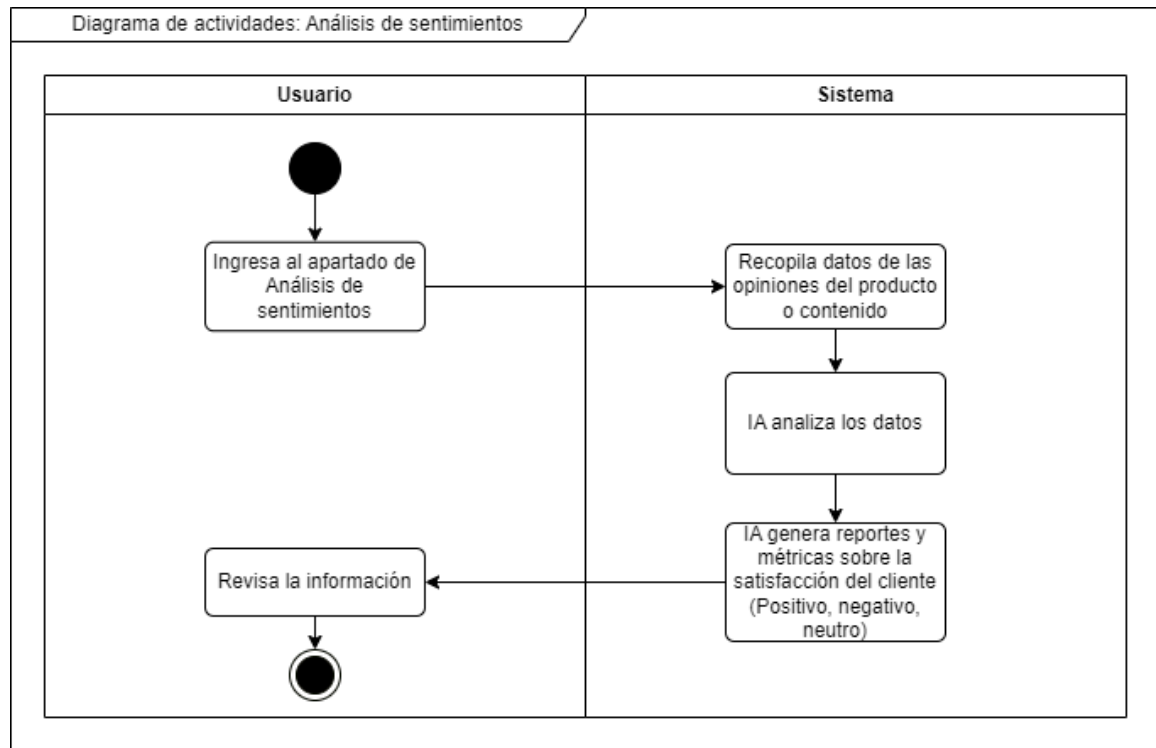 Diagrama de actividades: Análisis de sentimientos
Usuario
Sistema
Ingresa al apartado de
Análisis de
sentimientos
Recopila datos de las
opiniones del producto
o contenido
IA analiza los datos
IA genera reportes y
métricas sobre la
satisfacción del cliente
(Positivo, negativo,
neutro)
Revisa la información